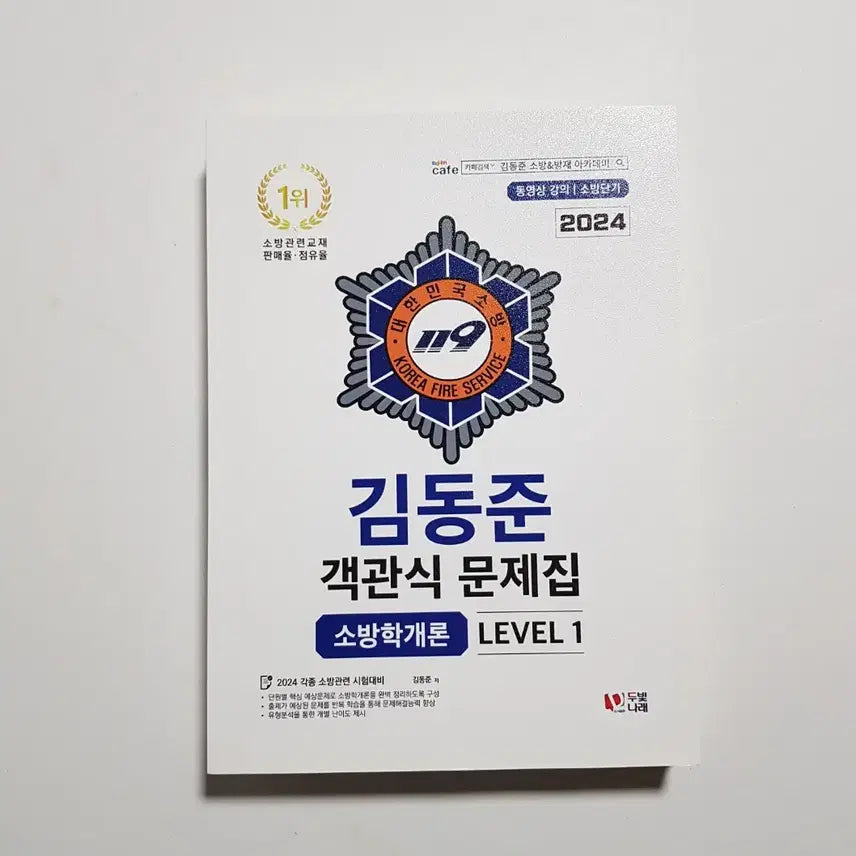 1위
소방관련교재
판매율·점유율
cafe 카페검색 김동준 소방&방재 아카데미
동영상 강의 | 소방단기
2024
·대한민국소방·
119
KOREA FIRE SERVICE
김동준
객관식 문제집
소방학개론 LEVEL 1
2024 각종 소방관련 시험대비 김동준 저
• 단원별 핵심 예상문제로 소방학개론을 완벽 정리하도록 구성
• 출제가 예상된 문제를 반복 학습을 통해 문제해결능력 향상
• 유형분석을 통한 개별 난이도 제시
두빛
나래